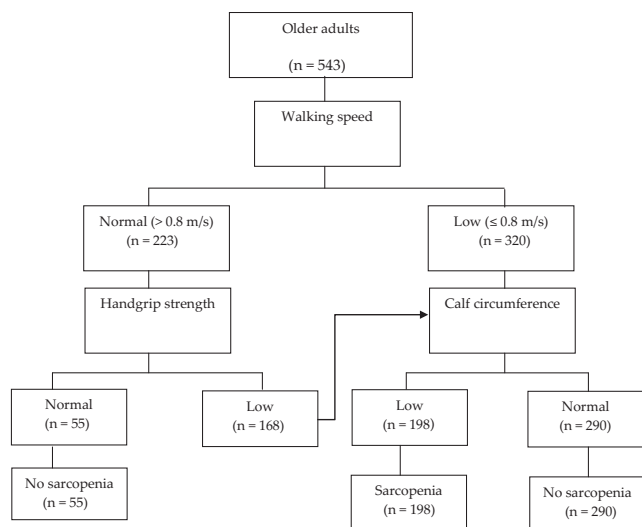 Older adults
(n = 543)
Walking speed
Normal (> 0.8 m/s)
(n = 223)
Low (≤ 0.8 m/s)
(n = 320)
Handgrip strength
Calf circumference
Normal
(n = 55)
Low
(n = 168)
Low
(n = 198)
Normal
(n = 290)
No sarcopenia
(n = 55)
Sarcopenia
(n = 198)
No sarcopenia
(n = 290)